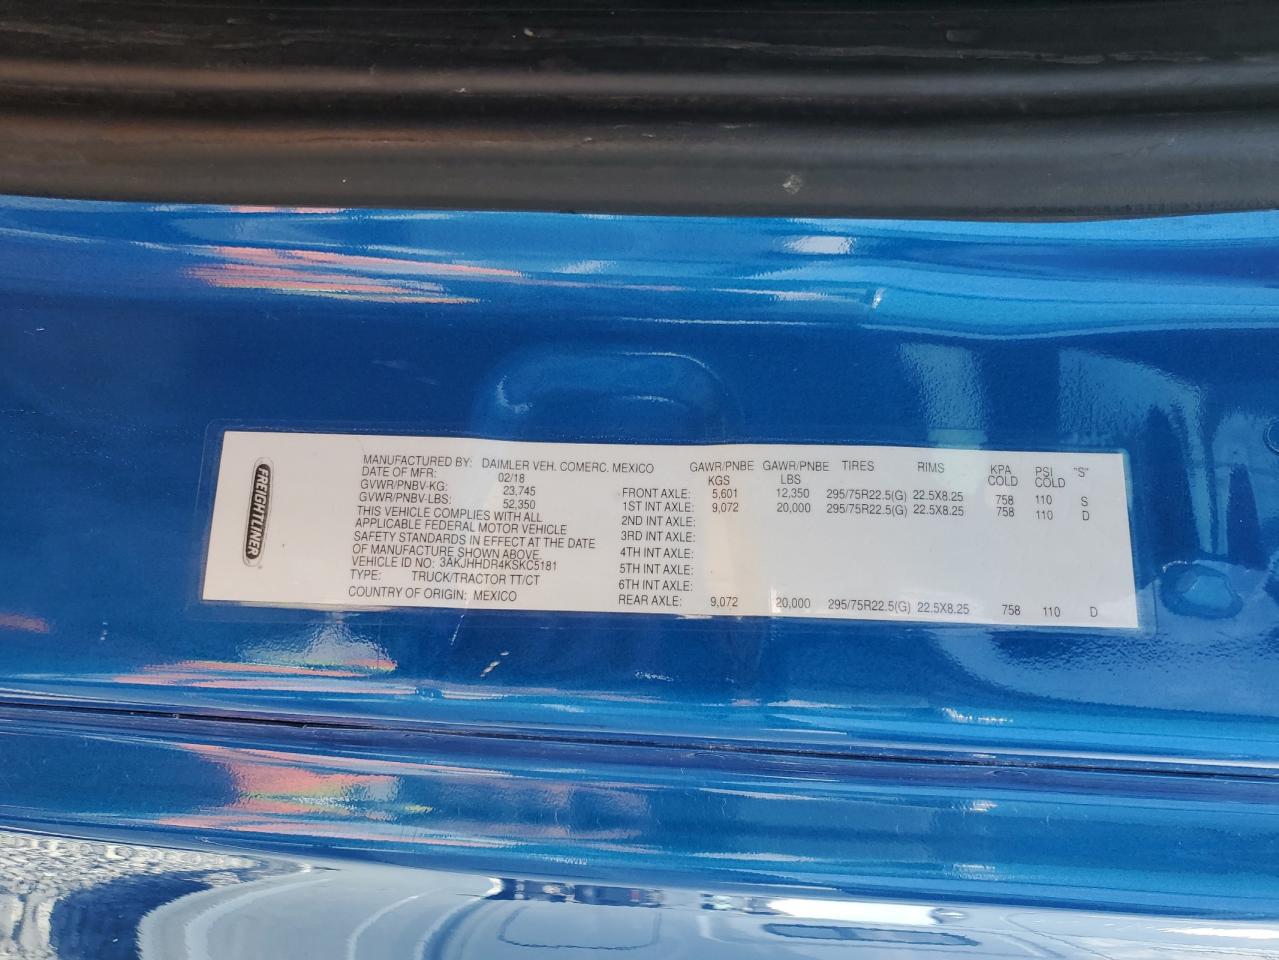 FREIGHTLINER
MANUFACTURED BY: DAIMLER VEH. COMERC. MEXICO
DATE OF MFR: 02/18
GVWR/PNBV-KG: 23,745
GVWR/PNBV-LBS: 52,350
THIS VEHICLE COMPLIES WITH ALL
APPLICABLE FEDERAL MOTOR VEHICLE
SAFETY STANDARDS IN EFFECT AT THE DATE
OF MANUFACTURE SHOWN ABOVE.
VEHICLE ID NO: 3AKJHHDR4KSKC5181
TYPE: TRUCK/TRACTOR TT/CT
COUNTRY OF ORIGIN: MEXICO
GAWR/PNBE GAWR/PNBE TIRES RIMS KPA PSI "S"
KGS LBS COLD COLD
FRONT AXLE: 5,601 12,350 295/75R22.5(G) 22.5X8.25 758 110 S
1ST INT AXLE: 9,072 20,000 295/75R22.5(G) 22.5X8.25 758 110 D
2ND INT AXLE:
3RD INT AXLE:
4TH INT AXLE:
5TH INT AXLE:
6TH INT AXLE:
REAR AXLE: 9,072 20,000 295/75R22.5(G) 22.5X8.25 758 110 D